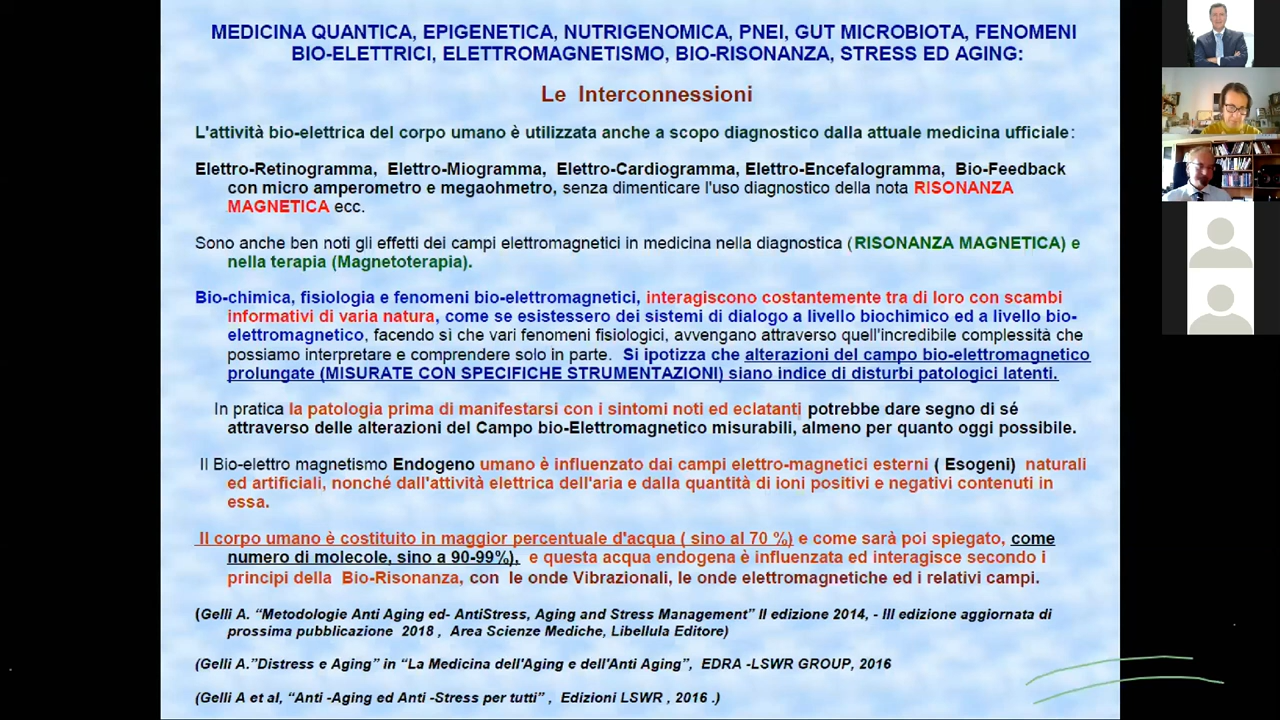 MEDICINA QUANTICA, EPIGENETICA, NUTRIGENOMICA, PNEI, GUT MICROBIOTA, FENOMENI
BIO-ELETTRICI, ELETTROMAGNETISMO, BIO-RISONANZA, STRESS ED AGING:
Le Interconnessioni
L'attività bio-elettrica del corpo umano è utilizzata anche a scopo diagnostico dalla attuale medicina ufficiale:
Elettro-Retinogramma, Elettro-Miogramma, Elettro-Cardiogramma, Elettro-Encefalogramma, Bio-Feedback
con micro amperometro e megaohmetro, senza dimenticare l'uso diagnostico della nota RISONANZA
MAGNETICA ecc.
Sono anche ben noti gli effetti dei campi elettromagnetici in medicina nella diagnostica (RISONANZA MAGNETICA) e
nella terapia (Magnetoterapia).
Bio-chimica, fisiologia e fenomeni bio-elettromagnetici, interagiscono costantemente tra di loro con scambi
informativi di varia natura, come se esistessero dei sistemi di dialogo a livello biochimico ed a livello bio-
elettromagnetico, facendo sì che vari fenomeni fisiologici, avvengano attraverso quell'incredibile complessità che
possiamo interpretare e comprendere solo in parte. Si ipotizza che alterazioni del campo bio-elettromagnetico
prolungate (MISURATE CON SPECIFICHE STRUMENTAZIONI) siano indice di disturbi patologici latenti.
In pratica la patologia prima di manifestarsi con i sintomi noti ed eclatanti potrebbe dare segno di sé
attraverso delle alterazioni del Campo bio-Elettromagnetico misurabili, almeno per quanto oggi possibile.
Il Bio-elettro magnetismo Endogeno umano è influenzato dai campi elettro-magnetici esterni ( Esogeni) naturali
ed artificiali, nonché dall'attività elettrica dell'aria e dalla quantità di ioni positivi e negativi contenuti in
essa.
Il corpo umano è costituito in maggior percentuale d'acqua ( sino al 70 %) e come sarà poi spiegato, come
numero di molecole, sino a 90-99%), e questa acqua endogena è influenzata ed interagisce secondo i
principi della Bio-Risonanza, con le onde Vibrazionali, le onde elettromagnetiche ed i relativi campi.
(Gelli A. “Metodologie Anti Aging ed- AntiStress, Aging and Stress Management” II edizione 2014, - III edizione aggiornata di
prossima pubblicazione 2018 , Area Scienze Mediche, Libellula Editore)
(Gelli A.”Distress e Aging” in “La Medicina dell'Aging e dell'Anti Aging”, EDRA -LSWR GROUP, 2016
(Gelli A et al, “Anti -Aging ed Anti -Stress per tutti” , Edizioni LSWR , 2016 .)